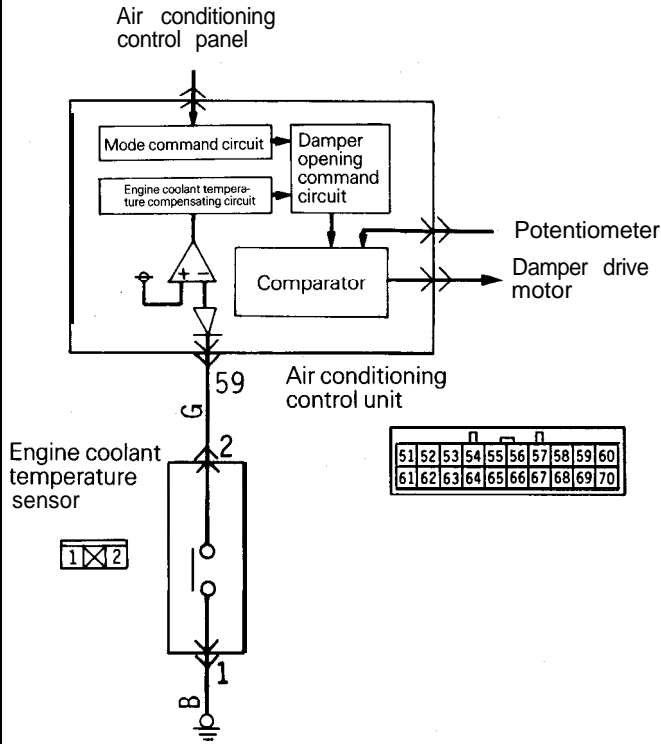 Air conditioning
control panel
Mode command circuit
Damper
opening
command
circuit
Engine coolant tempera-
ture compensating circuit
Potentiometer
Damper drive
motor
Comparator
+ −
59
Air conditioning
control unit
G
2
Engine coolant
temperature
sensor
51 52 53 54 55 56 57 58 59 60
61 62 63 64 65 66 67 68 69 70
1 2
1
B